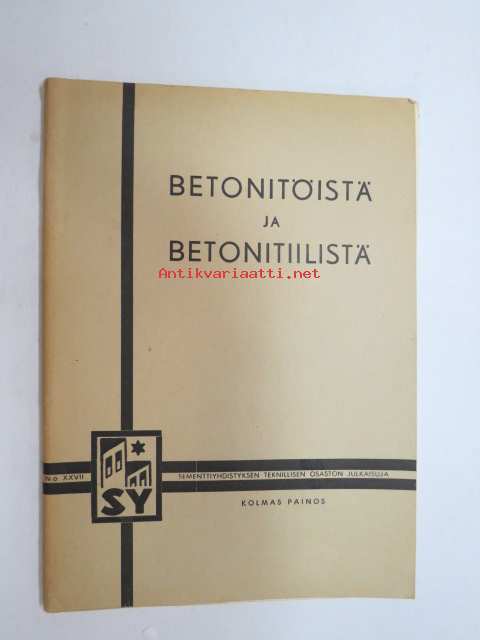 BETONITÖISTÄ
JA
BETONITIILISTÄ
Antikvariaatti.net
No XXVII
SEMENTTIYHDISTYKSEN TEKNILLISEN OSASTON JULKAISUJA
SY
KOLMAS PAINOS